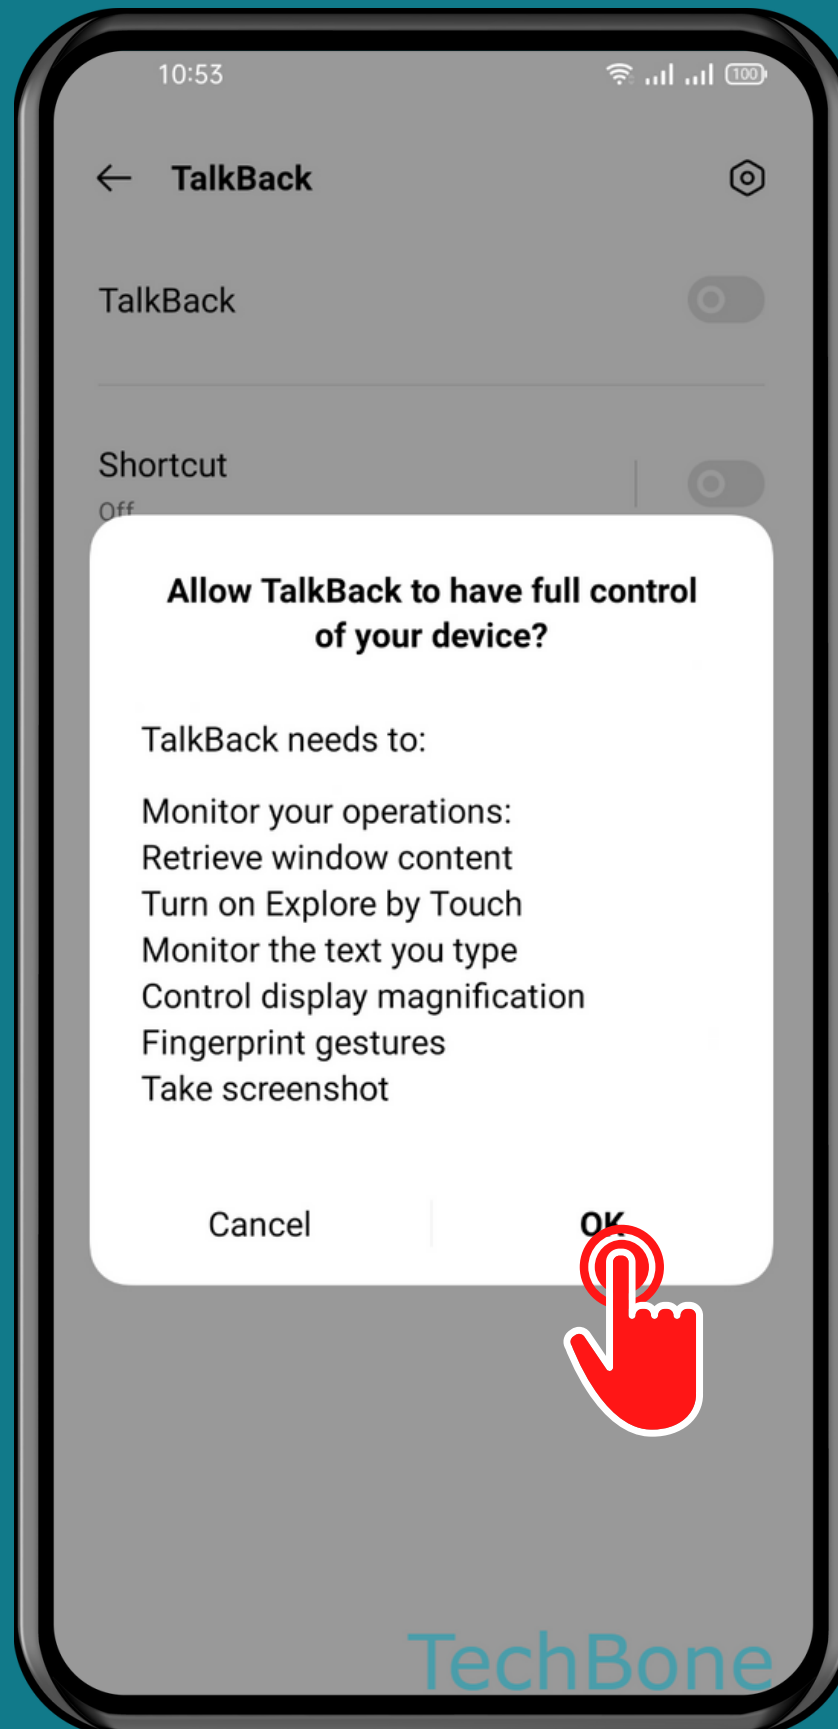 10:53
100
TalkBack
TalkBack
Shortcut
Off
Allow TalkBack to have full control
of your device?
TalkBack needs to:
Monitor your operations:
Retrieve window content
Turn on Explore by Touch
Monitor the text you type
Control display magnification
Fingerprint gestures
Take screenshot
Cancel
OK
TechBone